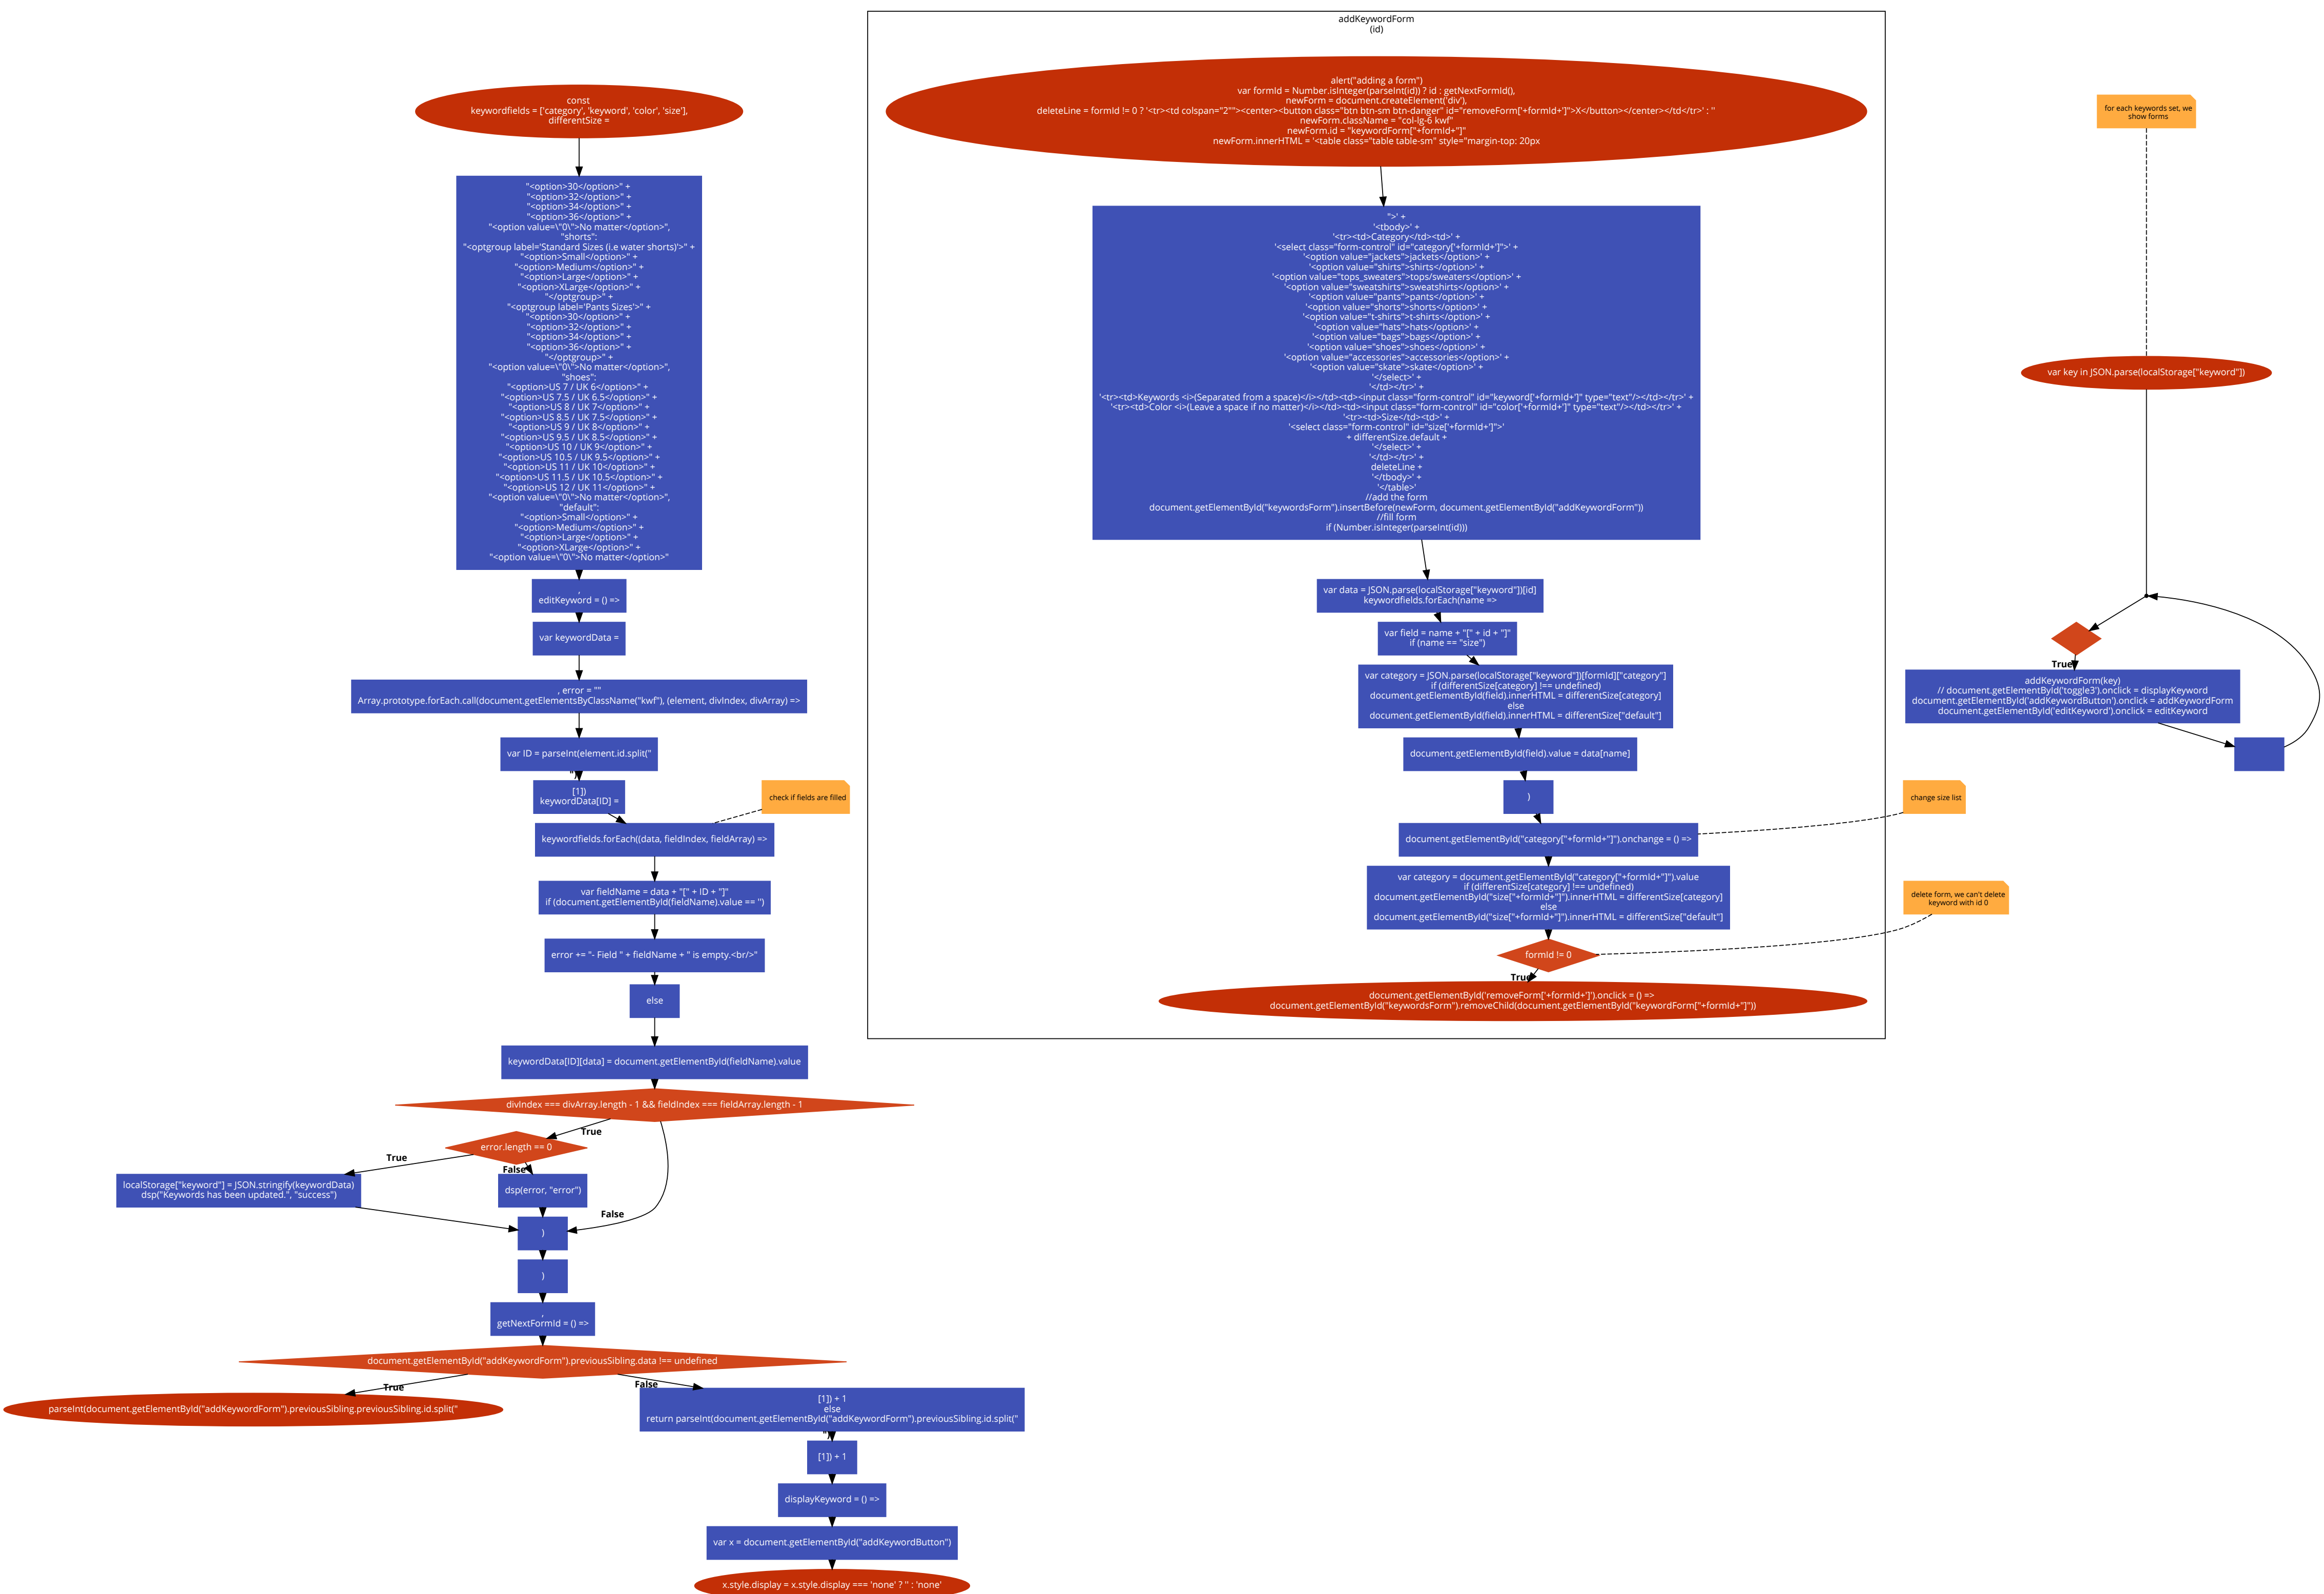 const
keywordfields = ['category', 'keyword', 'color', 'size'],
differentSize =
"<option>30</option>" +
"<option>32</option>" +
"<option>34</option>" +
"<option>36</option>" +
"<option value=\"0\">No matter</option>",
"shorts":
"<optgroup label='Standard Sizes (i.e water shorts)'>" +
"<option>Small</option>" +
"<option>Medium</option>" +
"<option>Large</option>" +
"<option>XLarge</option>" +
"</optgroup>" +
"<optgroup label='Pants Sizes'>" +
"<option>30</option>" +
"<option>32</option>" +
"<option>34</option>" +
"<option>36</option>" +
"</optgroup>" +
"<option value=\"0\">No matter</option>",
"shoes":
"<option>US 7 / UK 6</option>" +
"<option>US 7.5 / UK 6.5</option>" +
"<option>US 8 / UK 7</option>" +
"<option>US 8.5 / UK 7.5</option>" +
"<option>US 9 / UK 8</option>" +
"<option>US 9.5 / UK 8.5</option>" +
"<option>US 10 / UK 9</option>" +
"<option>US 10.5 / UK 9.5</option>" +
"<option>US 11 / UK 10</option>" +
"<option>US 11.5 / UK 10.5</option>" +
"<option>US 12 / UK 11</option>" +
"<option value=\"0\">No matter</option>",
"default":
"<option>Small</option>" +
"<option>Medium</option>" +
"<option>Large</option>" +
"<option>XLarge</option>" +
"<option value=\"0\">No matter</option>"
,
editKeyword = () =>
var keywordData =
, error = ""
Array.prototype.forEach.call(document.getElementsByClassName("kwf"), (element, divIndex, divArray) =>
var ID = parseInt(element.id.split("
")
[1])
keywordData[ID] =
check if fields are filled
keywordfields.forEach((data, fieldIndex, fieldArray) =>
var fieldName = data + "[" + ID + "]"
if (document.getElementById(fieldName).value == '')
error += "- Field " + fieldName + " is empty.<br/>"
else
keywordData[ID][data] = document.getElementById(fieldName).value
divIndex === divArray.length - 1 && fieldIndex === fieldArray.length - 1
True
error.length == 0
True
False
localStorage["keyword"] = JSON.stringify(keywordData)
dsp("Keywords has been updated.", "success")
dsp(error, "error")
False
)
)
,
getNextFormId = () =>
document.getElementById("addKeywordForm").previousSibling.data !== undefined
True
False
parseInt(document.getElementById("addKeywordForm").previousSibling.previousSibling.id.split("
[1]) + 1
else
return parseInt(document.getElementById("addKeywordForm").previousSibling.id.split("
")
[1]) + 1
displayKeyword = () =>
var x = document.getElementById("addKeywordButton")
x.style.display = x.style.display === 'none' ? '' : 'none'
addKeywordForm
(id)
alert("adding a form")
var formId = Number.isInteger(parseInt(id)) ? id : getNextFormId(),
newForm = document.createElement('div'),
deleteLine = formId != 0 ? '<tr><td colspan="2""><center><button class="btn btn-sm btn-danger" id="removeForm['+formId+']">X</button></center></td</tr>' : ''
newForm.className = "col-lg-6 kwf"
newForm.id = "keywordForm["+formId+"]"
newForm.innerHTML = '<table class="table table-sm" style="margin-top: 20px
">' +
'<tbody>' +
'<tr><td>Category</td><td>' +
'<select class="form-control" id="category['+formId+']">' +
'<option value="jackets">jackets</option>' +
'<option value="shirts">shirts</option>' +
'<option value="tops_sweaters">tops/sweaters</option>' +
'<option value="sweatshirts">sweatshirts</option>' +
'<option value="pants">pants</option>' +
'<option value="shorts">shorts</option>' +
'<option value="t-shirts">t-shirts</option>' +
'<option value="hats">hats</option>' +
'<option value="bags">bags</option>' +
'<option value="shoes">shoes</option>' +
'<option value="accessories">accessories</option>' +
'<option value="skate">skate</option>' +
'</select>' +
'</td></tr>' +
'<tr><td>Keywords <i>(Separated from a space)</i></td><td><input class="form-control" id="keyword['+formId+']" type="text"/></td></tr>' +
'<tr><td>Color <i>(Leave a space if no matter)</i></td><td><input class="form-control" id="color['+formId+']" type="text"/></td></tr>' +
'<tr><td>Size</td><td>' +
'<select class="form-control" id="size['+formId+']">'
+ differentSize.default +
'</select>' +
'</td></tr>' +
deleteLine +
'</tbody>' +
'</table>'
//add the form
document.getElementById("keywordsForm").insertBefore(newForm, document.getElementById("addKeywordForm"))
//fill form
if (Number.isInteger(parseInt(id)))
var data = JSON.parse(localStorage["keyword"])[id]
keywordfields.forEach(name =>
var field = name + "[" + id + "]"
if (name == "size")
var category = JSON.parse(localStorage["keyword"])[formId]["category"]
if (differentSize[category] !== undefined)
document.getElementById(field).innerHTML = differentSize[category]
else
document.getElementById(field).innerHTML = differentSize["default"]
document.getElementById(field).value = data[name]
)
document.getElementById("category["+formId+"]").onchange = () =>
change size list
var category = document.getElementById("category["+formId+"]").value
if (differentSize[category] !== undefined)
document.getElementById("size["+formId+"]").innerHTML = differentSize[category]
else
document.getElementById("size["+formId+"]").innerHTML = differentSize["default"]
delete form, we can't delete
keyword with id 0
formId != 0
True
document.getElementById('removeForm['+formId+']').onclick = () =>
document.getElementById("keywordsForm").removeChild(document.getElementById("keywordForm["+formId+"]"))
for each keywords set, we
show forms
var key in JSON.parse(localStorage["keyword"])
True
addKeywordForm(key)
// document.getElementById('toggle3').onclick = displayKeyword
document.getElementById('addKeywordButton').onclick = addKeywordForm
document.getElementById('editKeyword').onclick = editKeyword